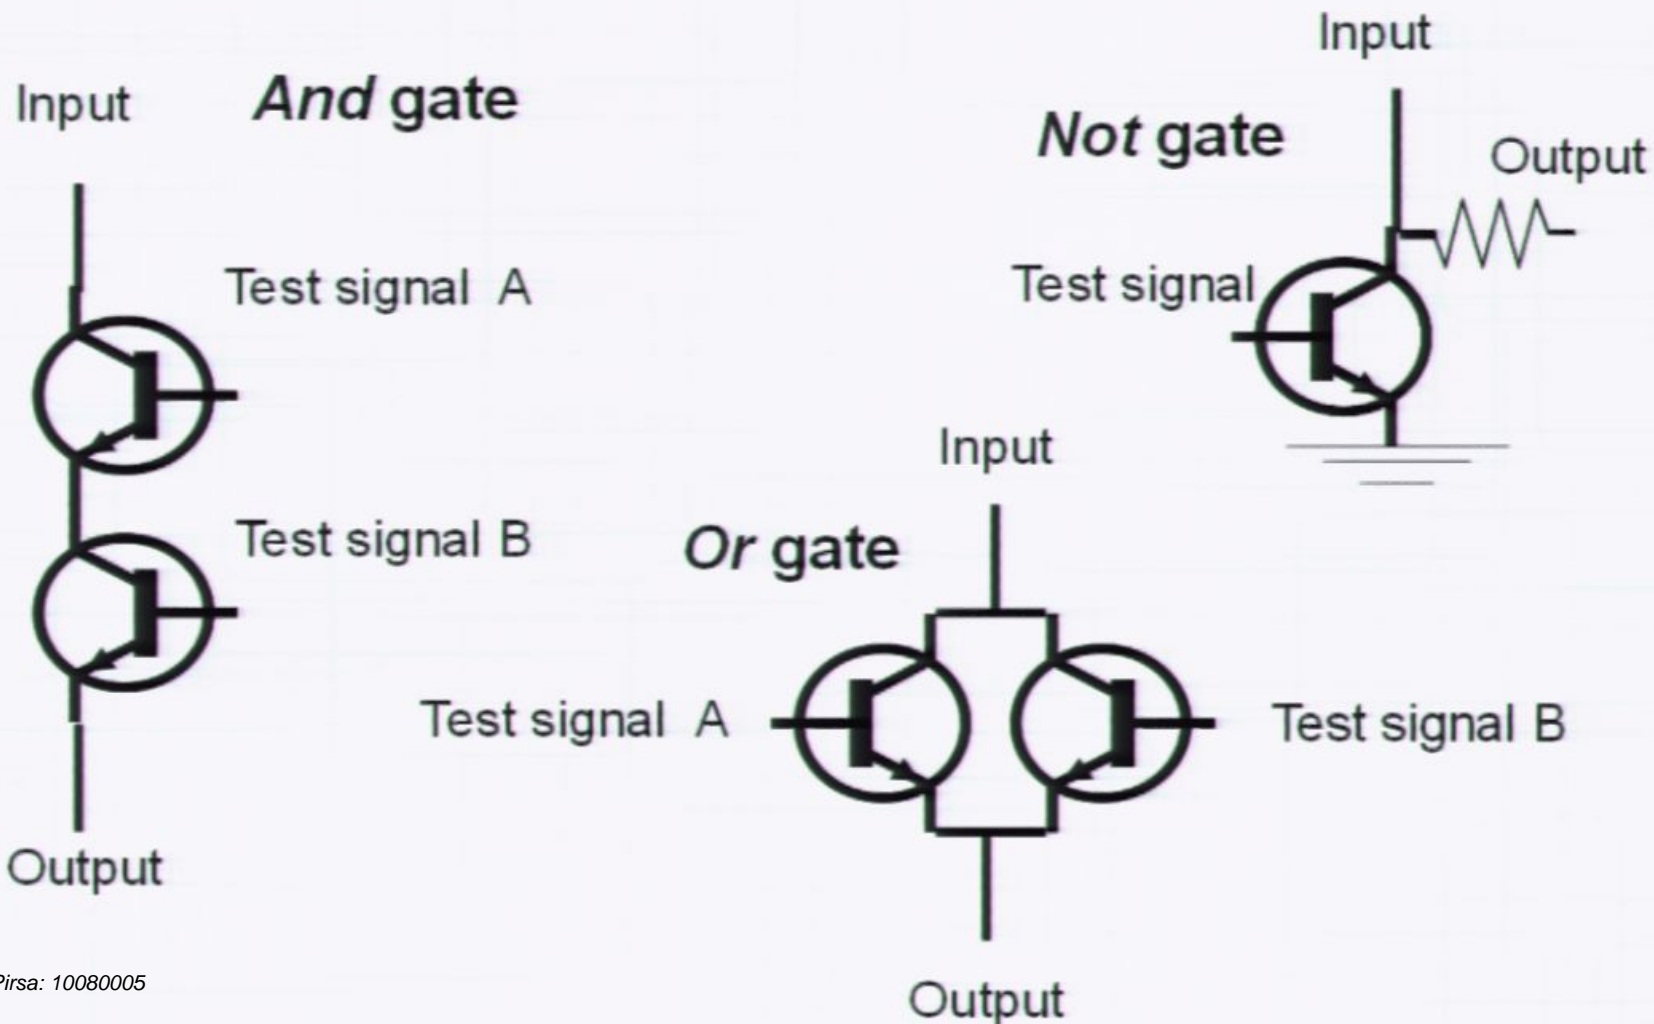 Input
And gate
Test signal A
Test signal B
Output
Input
Not gate
Output
Test signal
Input
Or gate
Test signal A
Test signal B
Output
Pirsa: 10080005